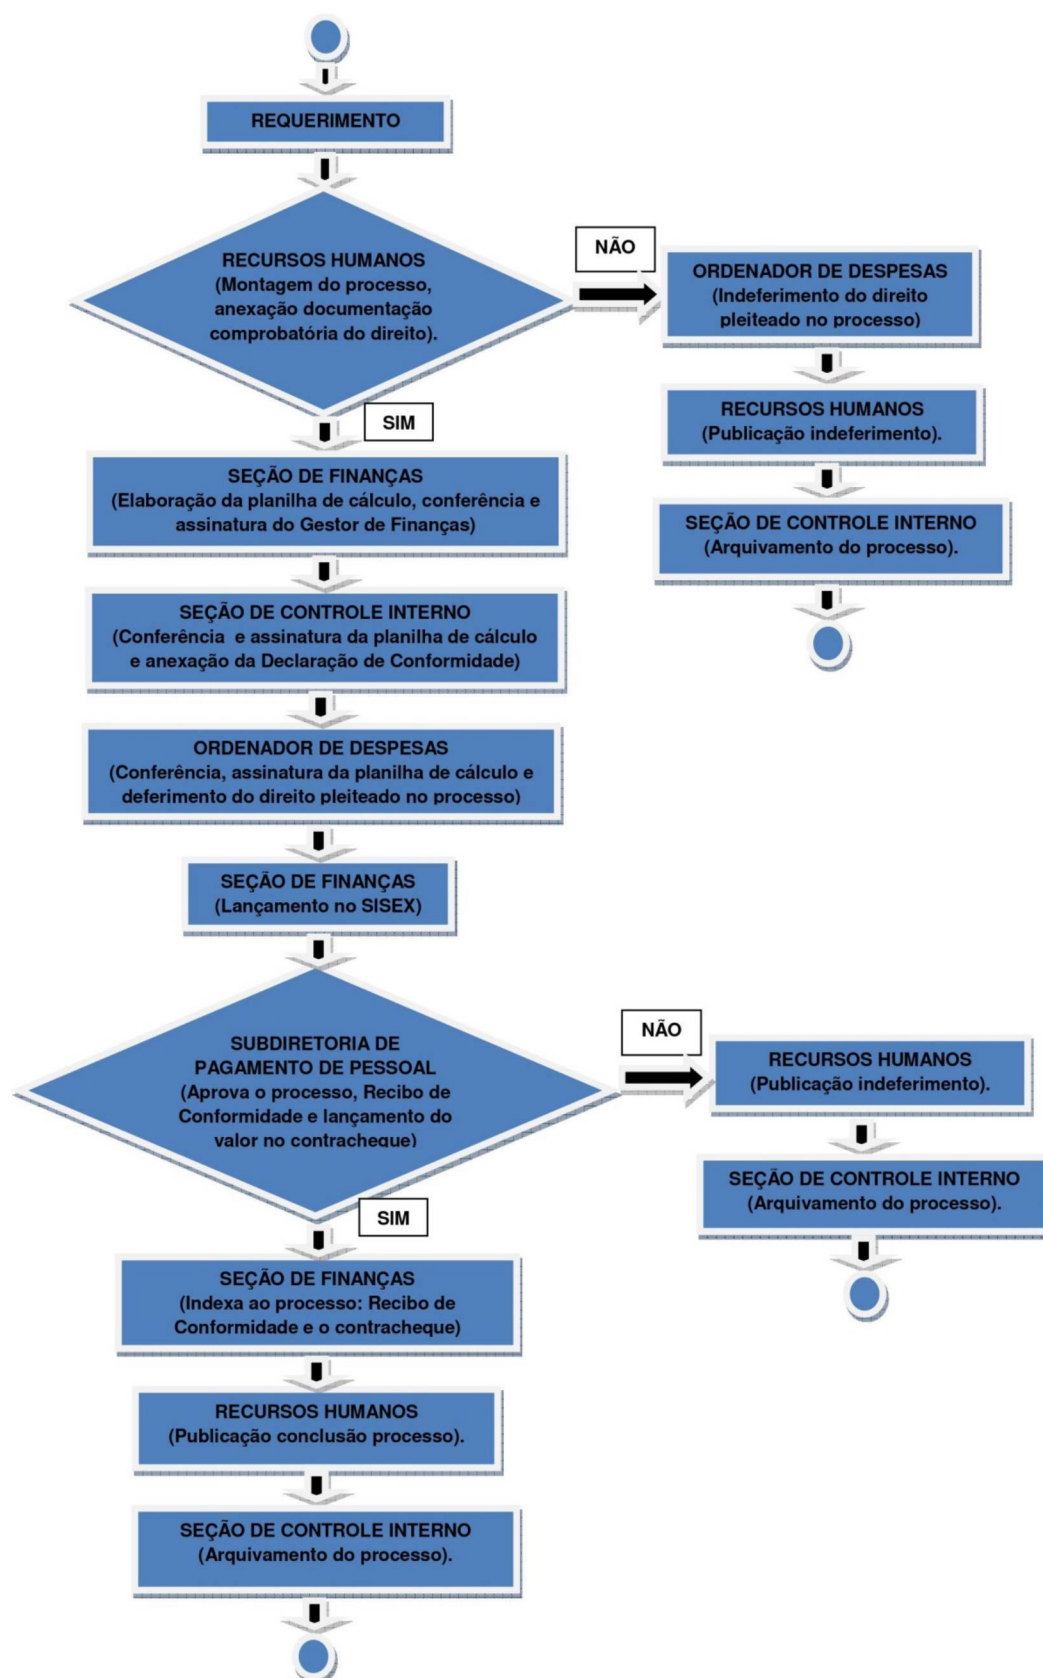 REQUERIMENTO
RECURSOS HUMANOS
(Montagem do processo,
anexação documentação
comprobatória do direito).
NÃO
ORDENADOR DE DESPESAS
(Indeferimento do direito
pleiteado no processo)
RECURSOS HUMANOS
(Publicação indeferimento).
SEÇÃO DE CONTROLE INTERNO
(Arquivamento do processo).
SIM
SEÇÃO DE FINANÇAS
(Elaboração da planilha de cálculo, conferência e
assinatura do Gestor de Finanças)
SEÇÃO DE CONTROLE INTERNO
(Conferência e assinatura da planilha de cálculo
e anexação da Declaração de Conformidade)
ORDENADOR DE DESPESAS
(Conferência, assinatura da planilha de cálculo e
deferimento do direito pleiteado no processo)
SEÇÃO DE FINANÇAS
(Lançamento no SISEX)
SUBDIRETORIA DE
PAGAMENTO DE PESSOAL
(Aprova o processo, Recibo de
Conformidade e lançamento do
valor no contracheque)
NÃO
RECURSOS HUMANOS
(Publicação indeferimento).
SEÇÃO DE CONTROLE INTERNO
(Arquivamento do processo).
SIM
SEÇÃO DE FINANÇAS
(Indexa ao processo: Recibo de
Conformidade e o contracheque)
RECURSOS HUMANOS
(Publicação conclusão processo).
SEÇÃO DE CONTROLE INTERNO
(Arquivamento do processo).